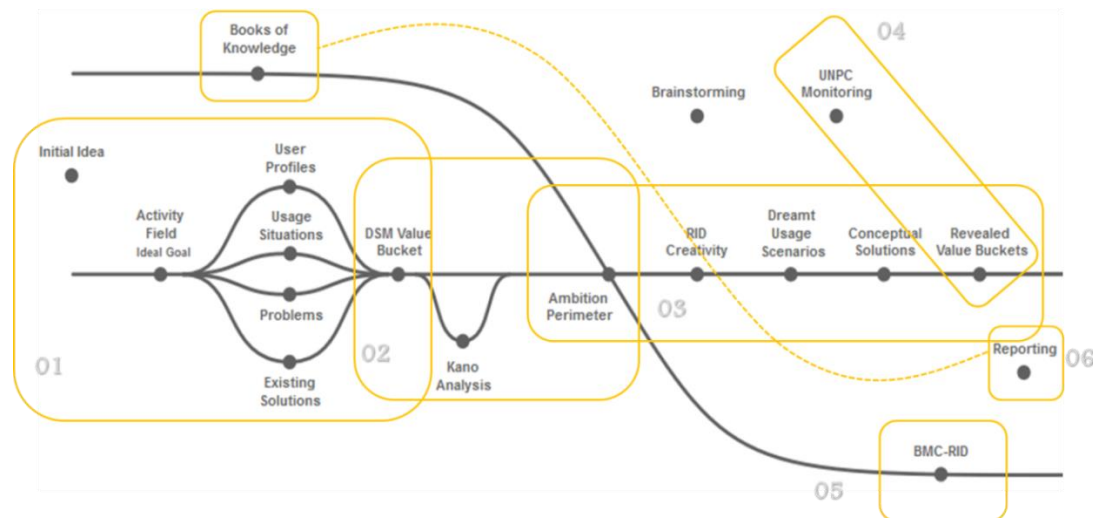 Books of
Knowledge
04
Brainstorming
UNPC
Monitoring
Initial Idea
User
Profiles
Activity
Field
Ideal Goal
Usage
Situations
DSM Value
Bucket
RID
Creativity
Dreamt
Usage
Scenarios
Conceptual
Solutions
Revealed
Value Buckets
Problems
Ambition
Perimeter
03
01
02
Existing
Solutions
Kano
Analysis
Reporting
06
BMC-RID
05